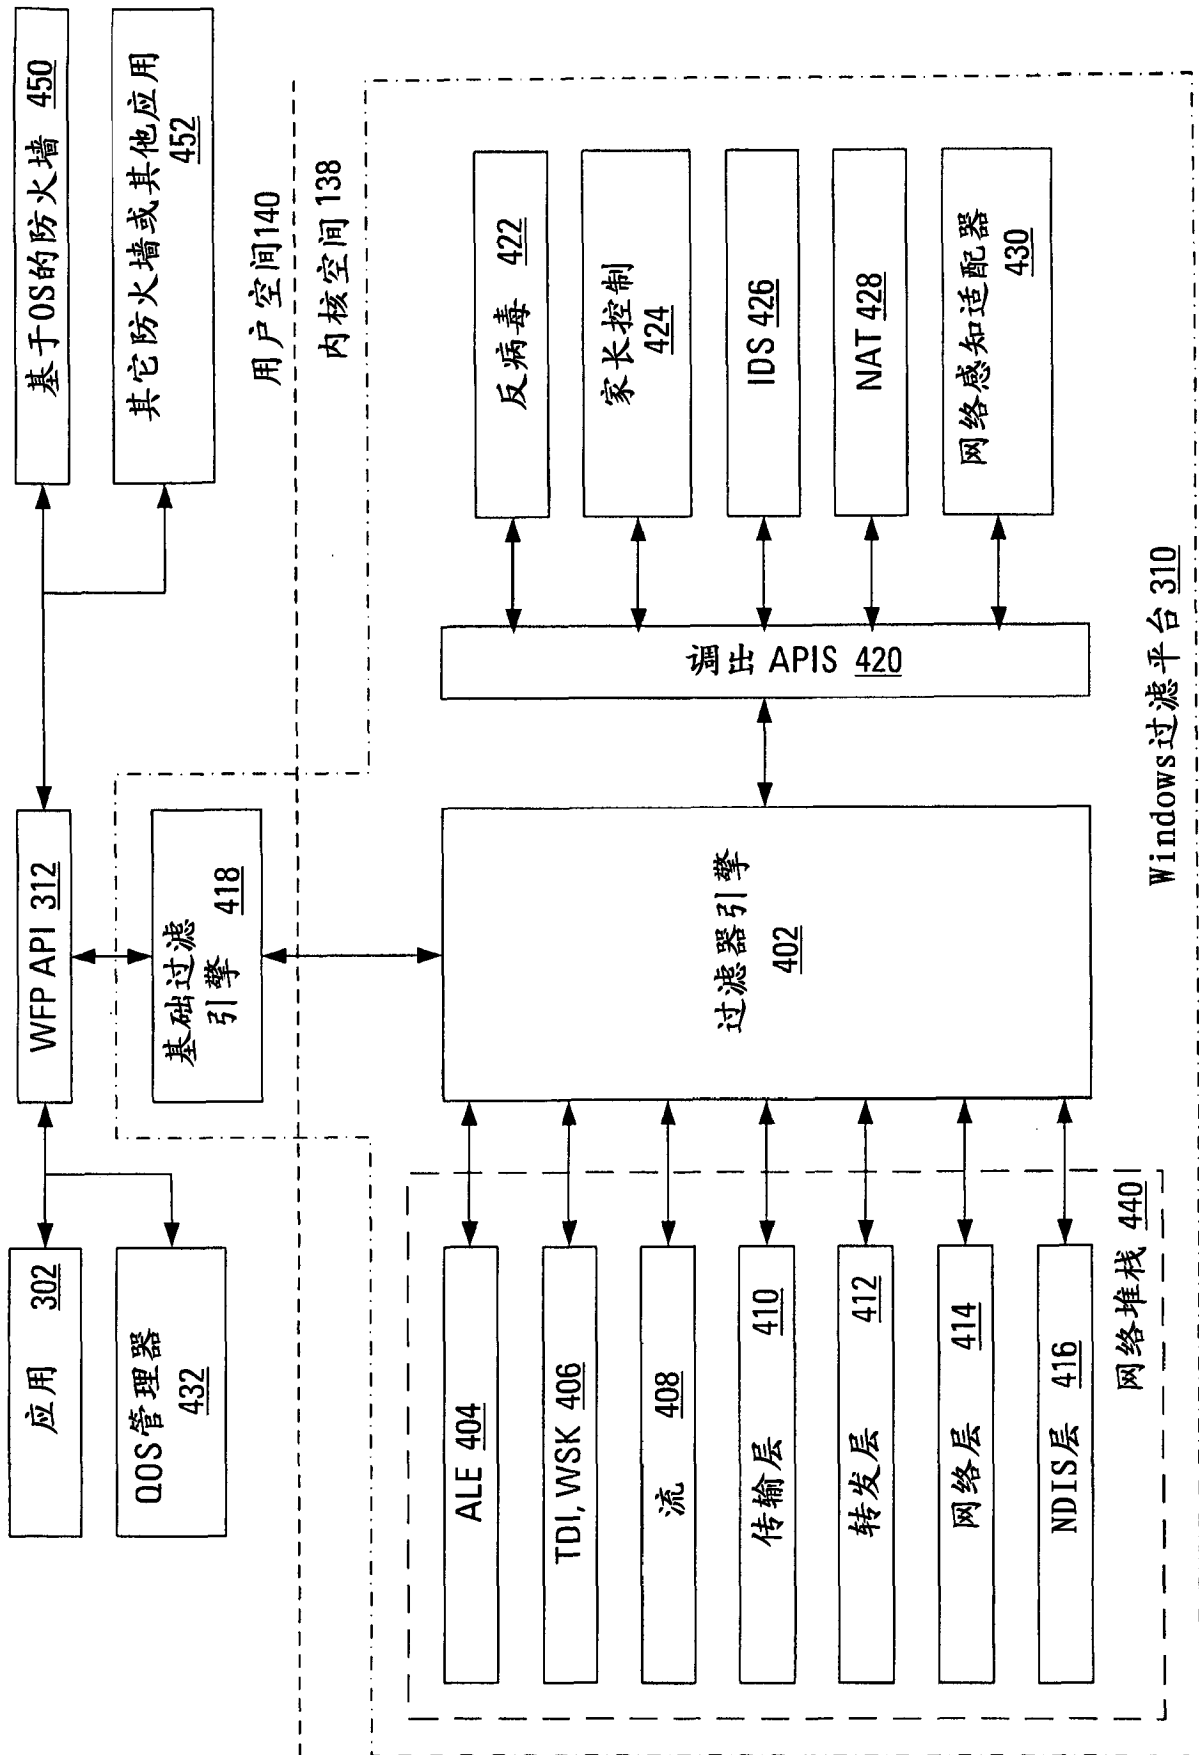 应用 302
QOS管理器
432
WFP API 312
基础过滤
引擎 418
基于OS的防火墙 450
其它防火墙或其他应用
452
用户空间140
内核空间138
ALE 404
TDI, WSK 406
流 408
传输层 410
转发层 412
网络层 414
NDIS层 416
网络堆栈 440
过滤器引擎
402
调出 APIS 420
反病毒 422
家长控制
424
IDS 426
NAT 428
网络感知适配器
430
Windows过滤平台 310